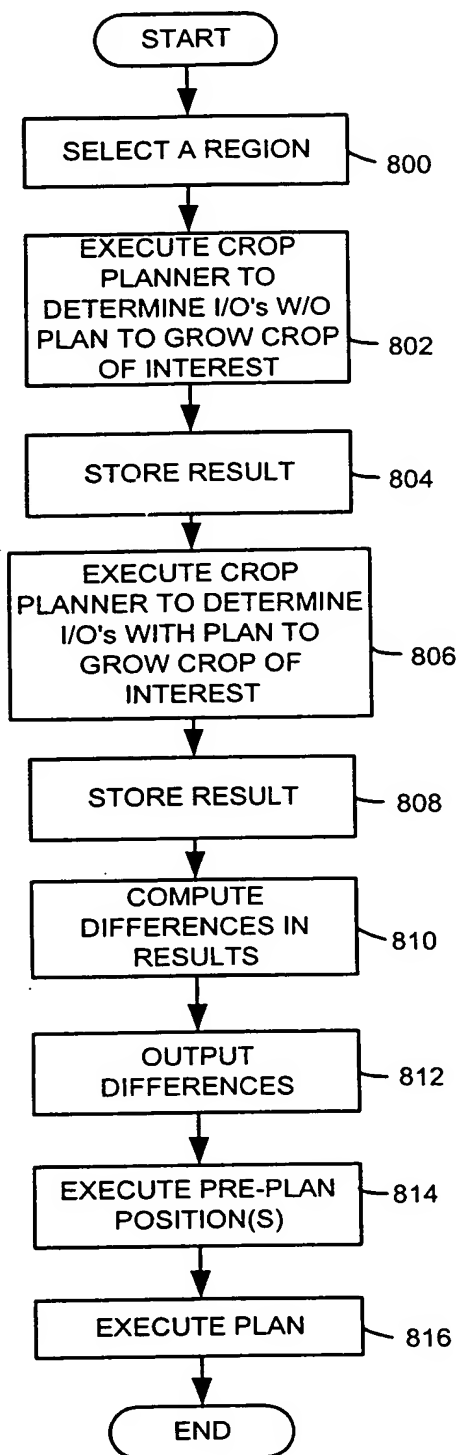 START
SELECT A REGION
800
EXECUTE CROP
PLANNER TO
DETERMINE I/O's W/O
PLAN TO GROW CROP
OF INTEREST
802
STORE RESULT
804
EXECUTE CROP
PLANNER TO DETERMINE
I/O's WITH PLAN TO
GROW CROP OF
INTEREST
806
STORE RESULT
808
COMPUTE
DIFFERENCES IN
RESULTS
810
OUTPUT
DIFFERENCES
812
EXECUTE PRE-PLAN
POSITION(S)
814
EXECUTE PLAN
816
END